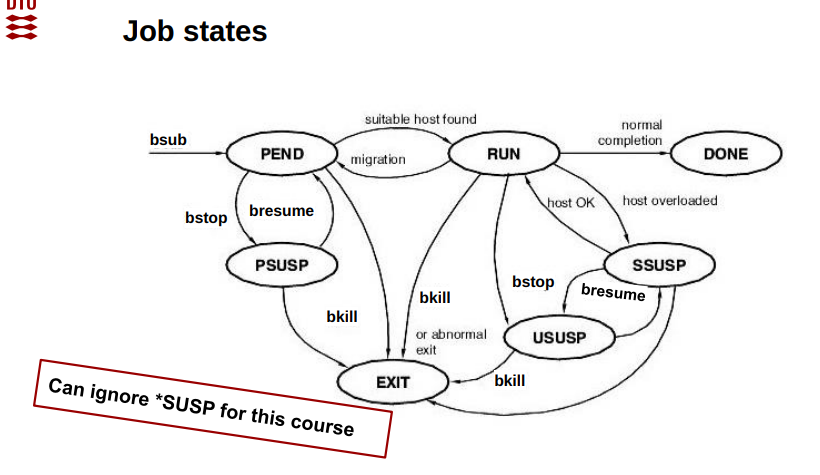 DTU
Job states
suitable host found
normal
completion
bsub
PEND
migration
RUN
DONE
bstop
bresume
host OK
host overloaded
PSUSP
SSUSP
bstop
bresume
bkill
bkill
or abnormal
exit
USUSP
EXIT
bkill
Can ignore *SUSP for this course